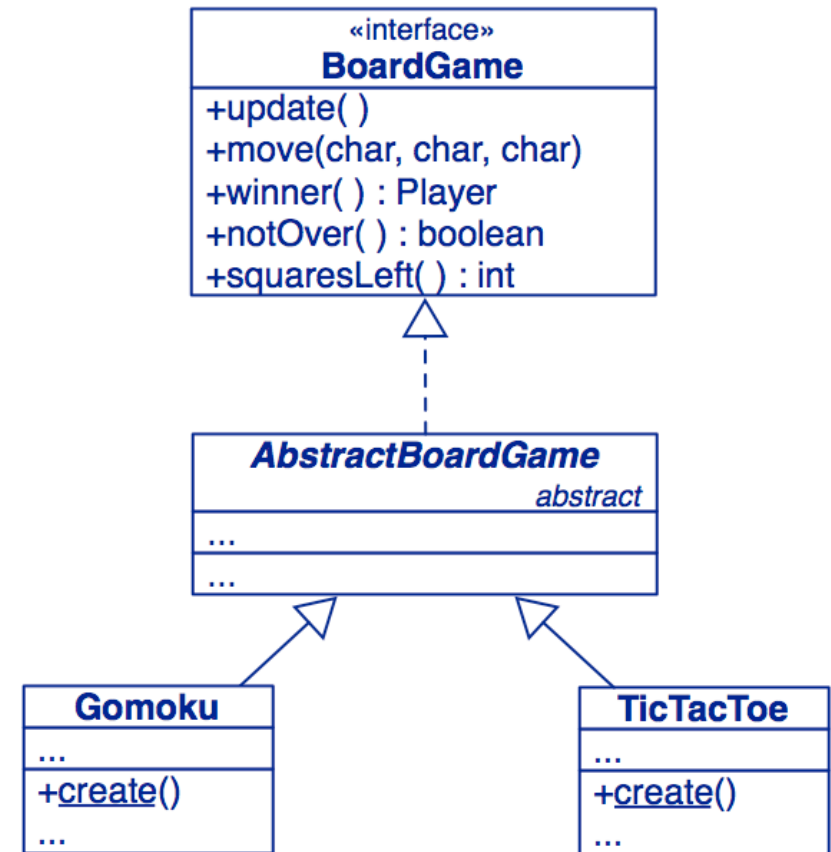 «interface»
BoardGame
+update( )
+move(char, char, char)
+winner( ) : Player
+notOver( ) : boolean
+squaresLeft( ) : int
AbstractBoardGame
abstract
...
...
Gomoku
...
+create()
...
TicTacToe
...
+create()
...